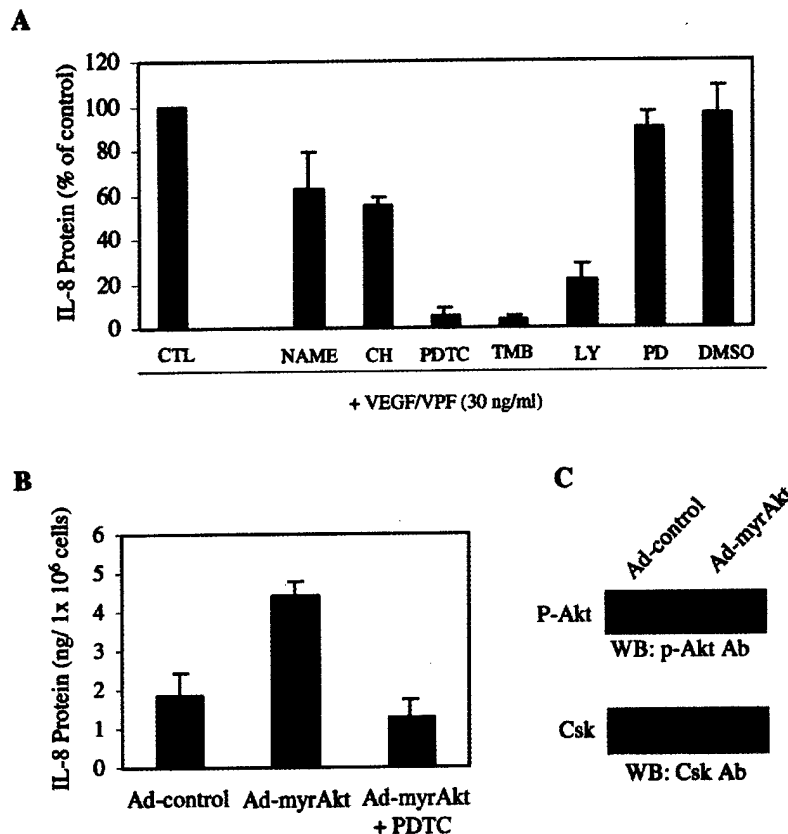 A
IL-8 Protein (% of control)
120
100
80
60
40
20
0
CTL NAME CH PDTC TMB LY PD DMSO
+ VEGF/VPF (30 ng/ml)
B
IL-8 Protein (ng/ 1x 10⁶ cells)
6
5
4
3
2
1
0
Ad-control Ad-myrAkt Ad-myrAkt
+ PDTC
C
Ad-control Ad-myrAkt
P-Akt
WB: p-Akt Ab
Csk
WB: Csk Ab